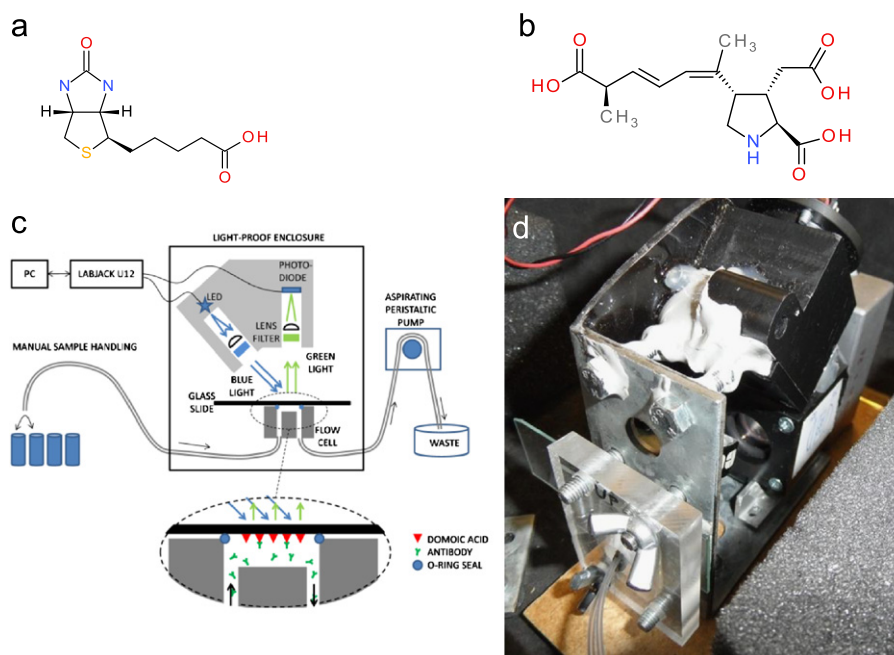 a
O
N
N
H
H
S
OH
O
b
O
HO
CH3
CH3
O
OH
N
H
OH
O
c
LIGHT-PROOF ENCLOSURE
PC
LABJACK U12
PHOTO-
DIODE
LED
LENS
FILTER
ASPIRATING
PERISTALTIC
PUMP
MANUAL SAMPLE HANDLING
GREEN
LIGHT
BLUE
LIGHT
GLASS
SLIDE
FLOW
CELL
WASTE
DOMOIC ACID
ANTIBODY
O-RING SEAL
d